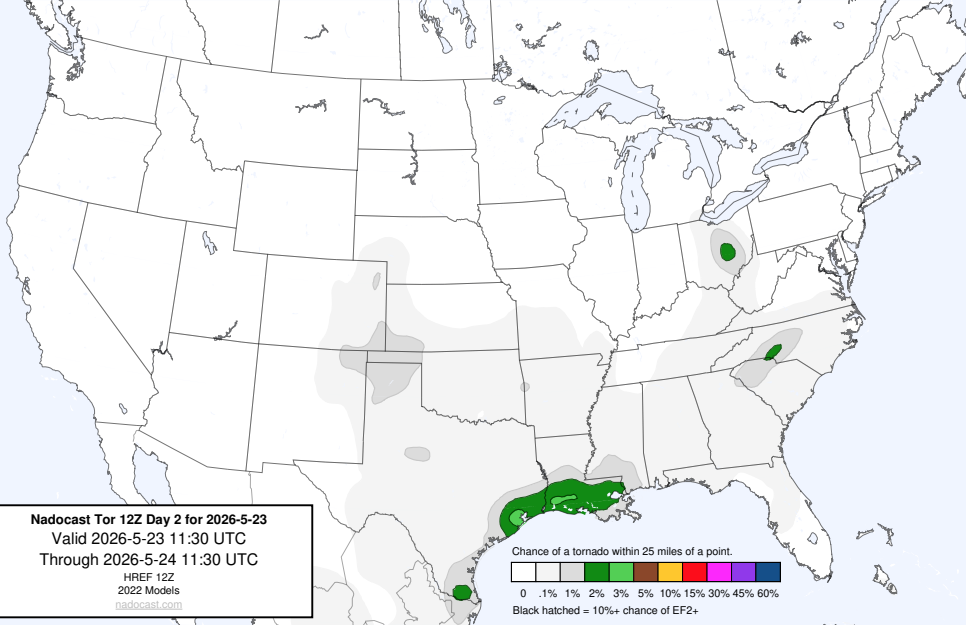 Nadocast Tor 12Z Day 2 for 2026-5-23
Valid 2026-5-23 11:30 UTC
Through 2026-5-24 11:30 UTC
HREF 12Z
2022 Models
nadocast.com
Chance of a tornado within 25 miles of a point.
0 .1% 1% 2% 3% 5% 10% 15% 30% 45% 60%
Black hatched = 10%+ chance of EF2+